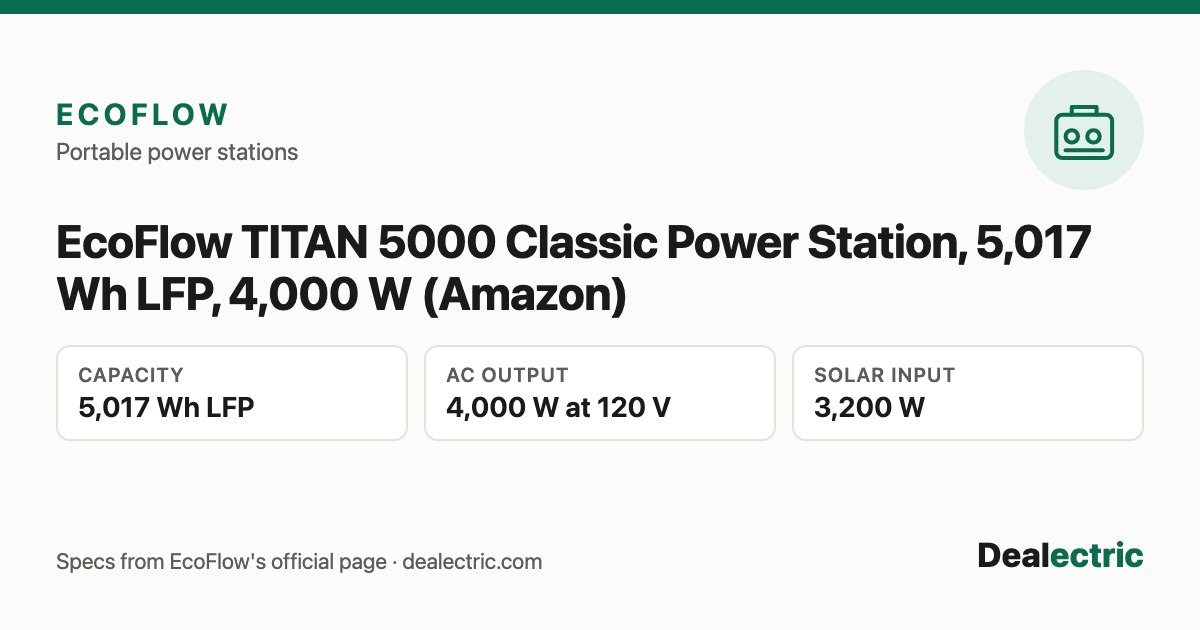 ECOFLOW
Portable power stations
EcoFlow TITAN 5000 Classic Power Station, 5,017
Wh LFP, 4,000 W (Amazon)
CAPACITY
5,017 Wh LFP
AC OUTPUT
4,000 W at 120 V
SOLAR INPUT
3,200 W
Specs from EcoFlow's official page · dealectric.com
Dealectric